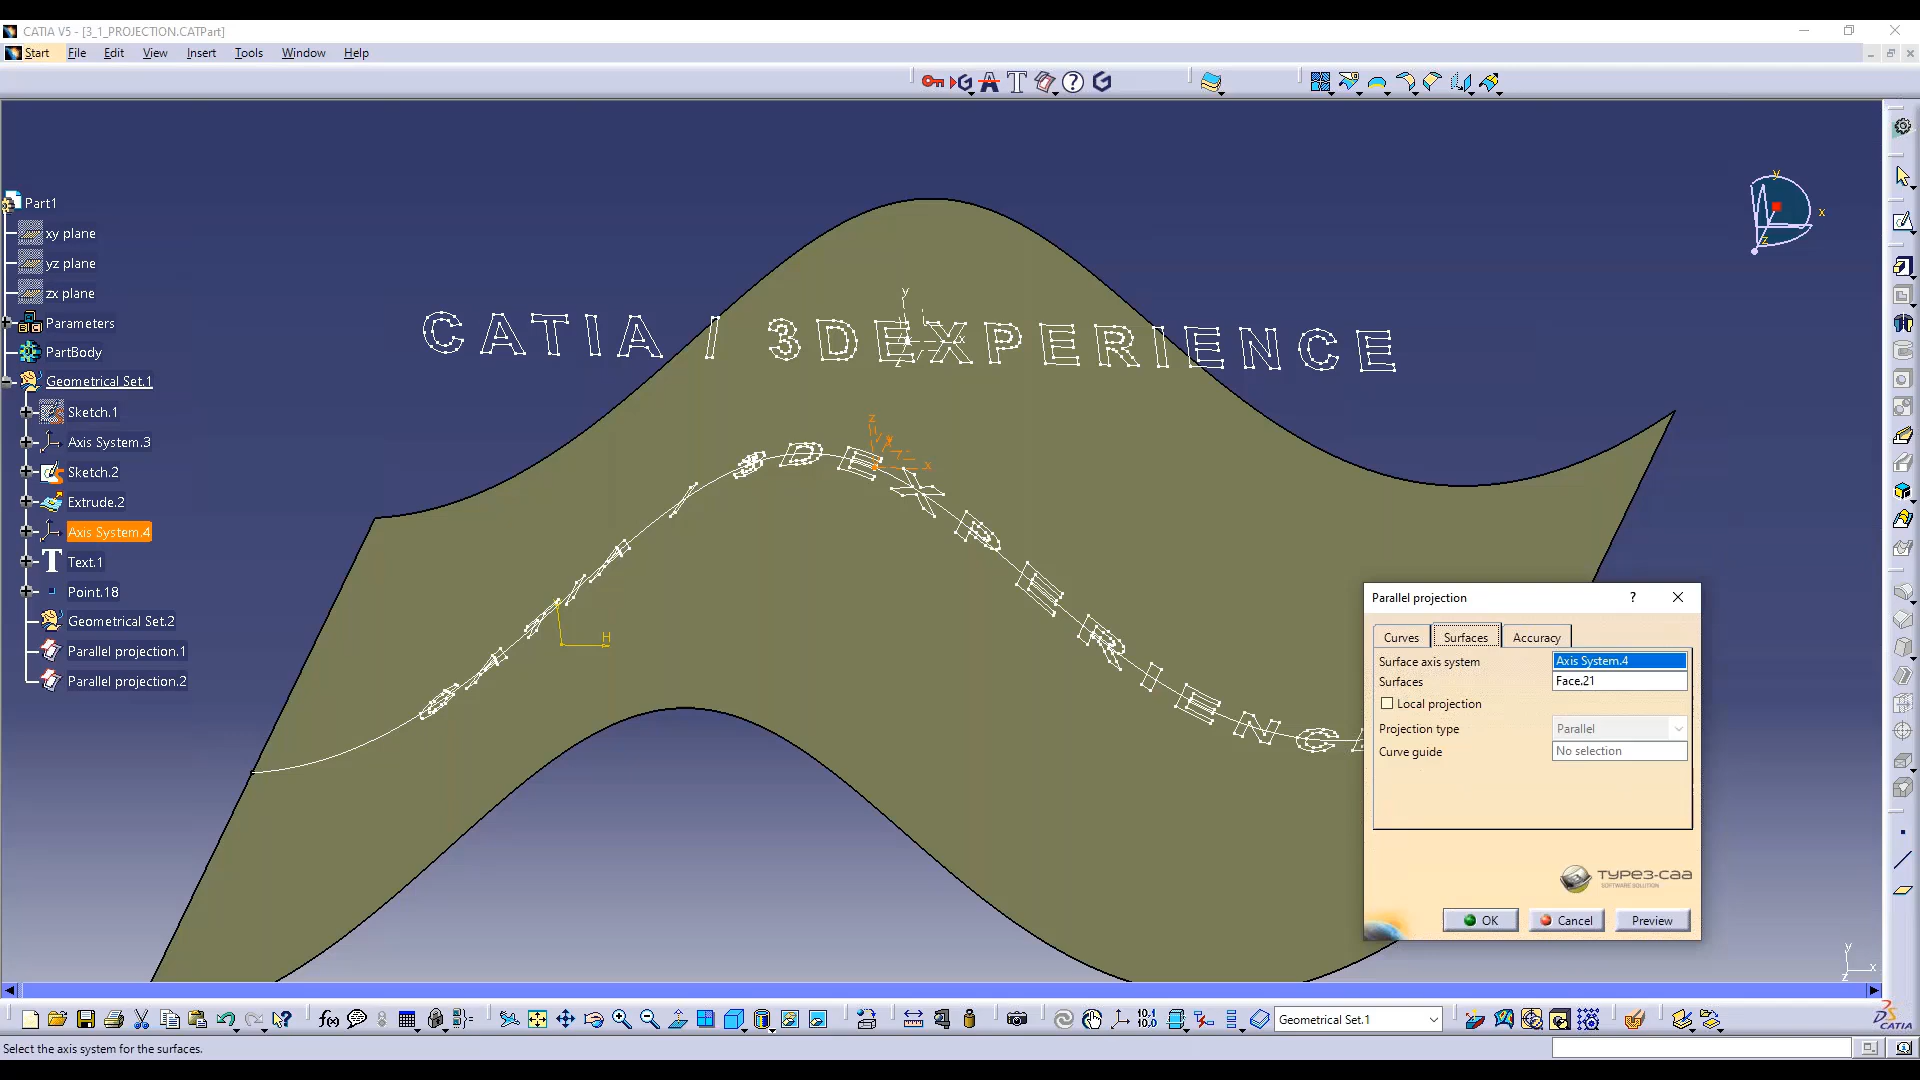 CATIA V5 - [3_1_PROJECTION.CATPart]
Start File Edit View Insert Tools Window Help
Part1
xy plane
yz plane
zx plane
Parameters
PartBody
Geometrical Set.1
Sketch.1
Axis System.3
Sketch.2
Extrude.2
Axis System.4
Text.1
Point.18
Geometrical Set.2
Parallel projection.1
Parallel projection.2
CATIA / 3DEXPERIENCE
y
x
z
y
x
z
z
x
H
Parallel projection
?
Curves Surfaces Accuracy
Surface axis system Axis System.4
Surfaces Face.21
Local projection
Projection type Parallel
Curve guide No selection
TYPE3-CAA
SOFTWARE SOLUTION
OK Cancel Preview
y
x
z
Geometrical Set.1
CATIA
Select the axis system for the surfaces.